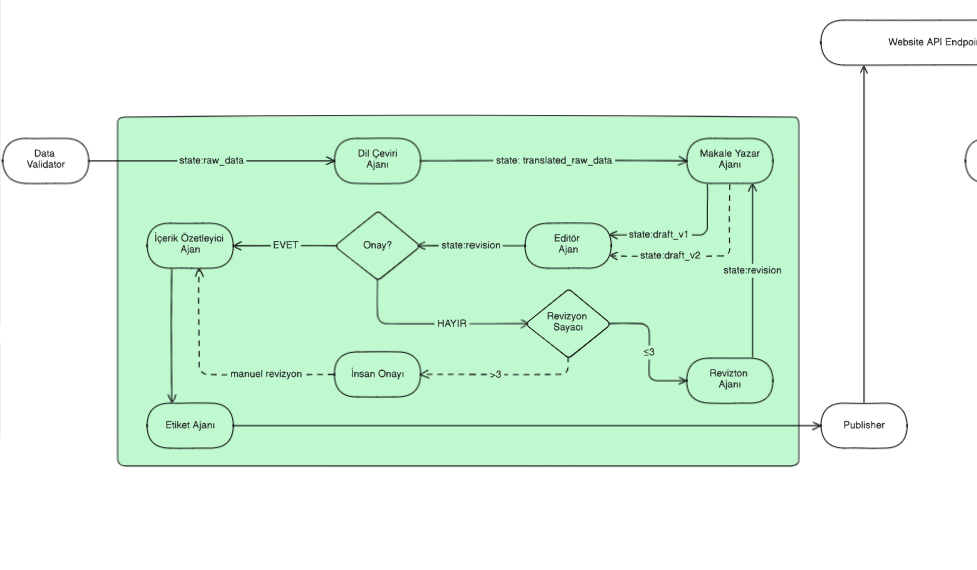 Website API Endpoi
Data
Validator
state:raw_data
Dil Çeviri
Ajanı
state: translated_raw_data
Makale Yazar
Ajanı
İçerik Özetleyici
Ajan
EVET
Onay?
state:revision
Editör
Ajan
state:draft_v1
state:draft_v2
state:revision
HAYIR
Revizyon
Sayacı
≤3
manuel revizyon
İnsan Onayı
>3
Revizton
Ajanı
Etiket Ajanı
Publisher